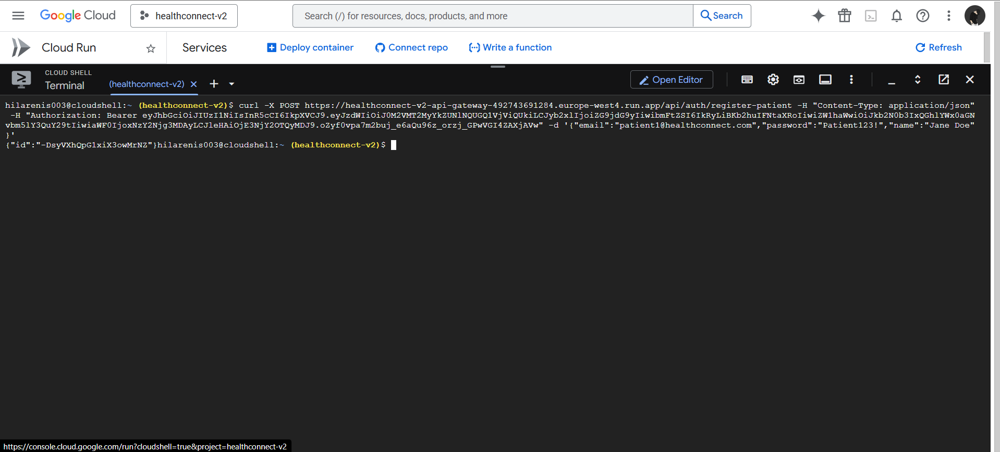 Google Cloud
healthconnect-v2
Search (/) for resources, docs, products, and more
Search
Cloud Run
Services
Deploy container
Connect repo
Write a function
Refresh
CLOUD SHELL
Terminal
(healthconnect-v2)
Open Editor
hilarenis003@cloudshell:~ (healthconnect-v2)$ curl -X POST https://healthconnect-v2-api-gateway-492743691284.europe-west4.run.app/api/auth/register-patient -H "Content-Type: application/json"
-H "Authorization: Bearer eyJhbGciOiJIUzI1NiIsInR5cCI6IkpXVCJ9.eyJzdWIiOiJ0M2VMT2MyYkZUNlNQUGQ1VjViQUkiLCJyb2xlIjoiZG9jdG9yIiwibmFtZSI6IkRyLiBKb2huIFNtaXRoIiwiZW1haWwiOiJkb2N0b3IxQGhlYWx0aGN
vbm5lY3QuY29tIiwiaWF0IjoxNzY2Njg3MDAyLCJleHAiOjE3NjY2OTQyMDJ9.oZyf0vpa7m2buj_e6aQu96z_orzj_GPwVGI4ZAXjAVw" -d '{"email":"patient1@healthconnect.com","password":"Patient123!","name":"Jane Doe"
}'
{"id":"-DsyVXhQpG1xiX3owMrNZ"}hilarenis003@cloudshell:~ (healthconnect-v2)$
https://console.cloud.google.com/run?cloudshell=true&project=healthconnect-v2